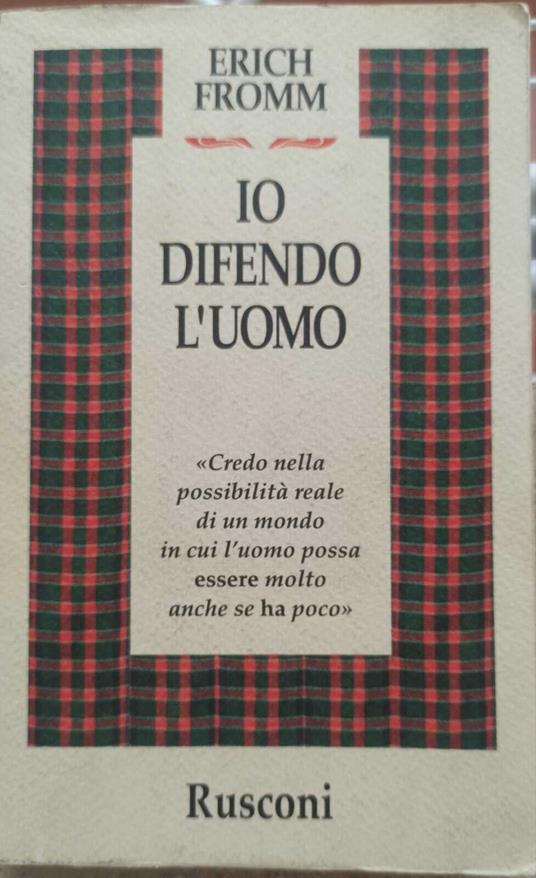 ERICH
FROMM
IO
DIFENDO
L'UOMO
«Credo nella
possibilità reale
di un mondo
in cui l'uomo possa
essere molto
anche se ha poco»
Rusconi